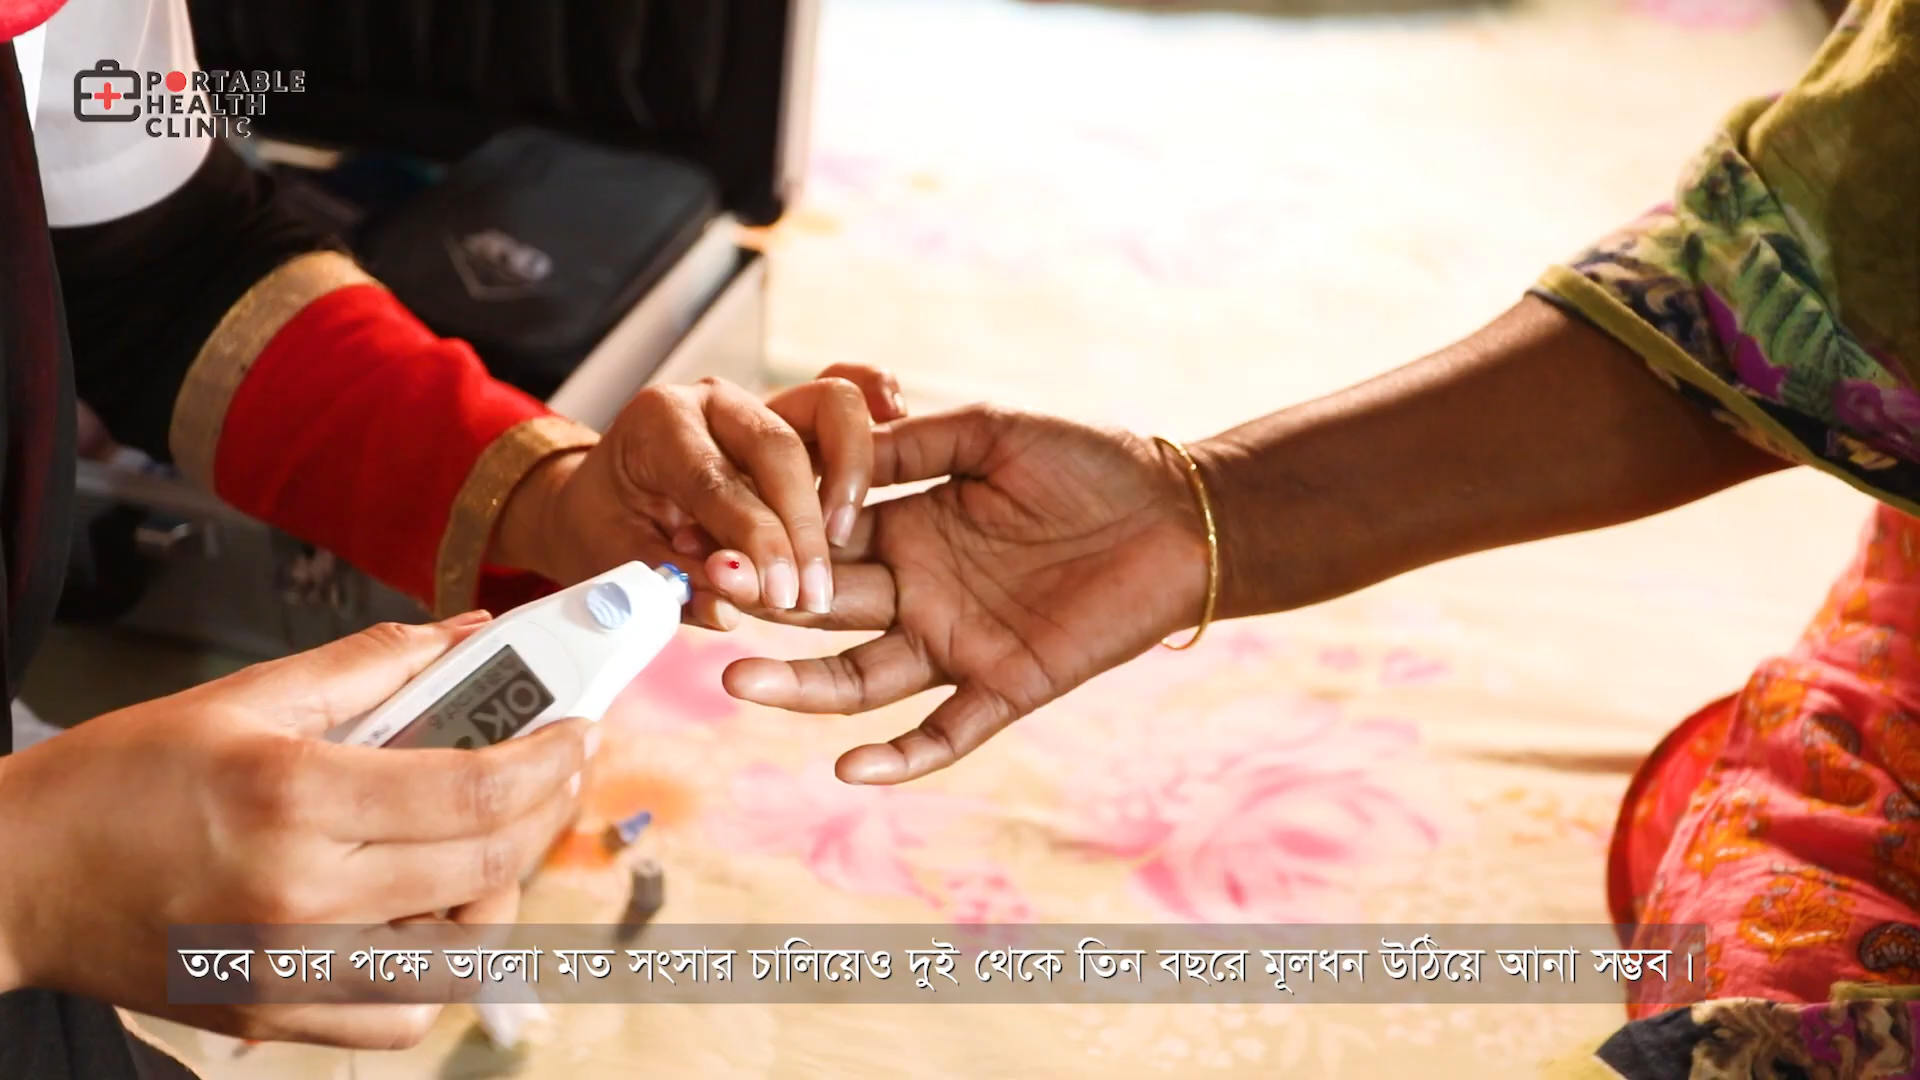 PORTABLE
HEALTH
CLINIC
OK
তবে তার পক্ষে ভালো মত সংসার চালিয়েও দুই থেকে তিন বছরে মূলধন উঠিয়ে আনা সম্ভব।